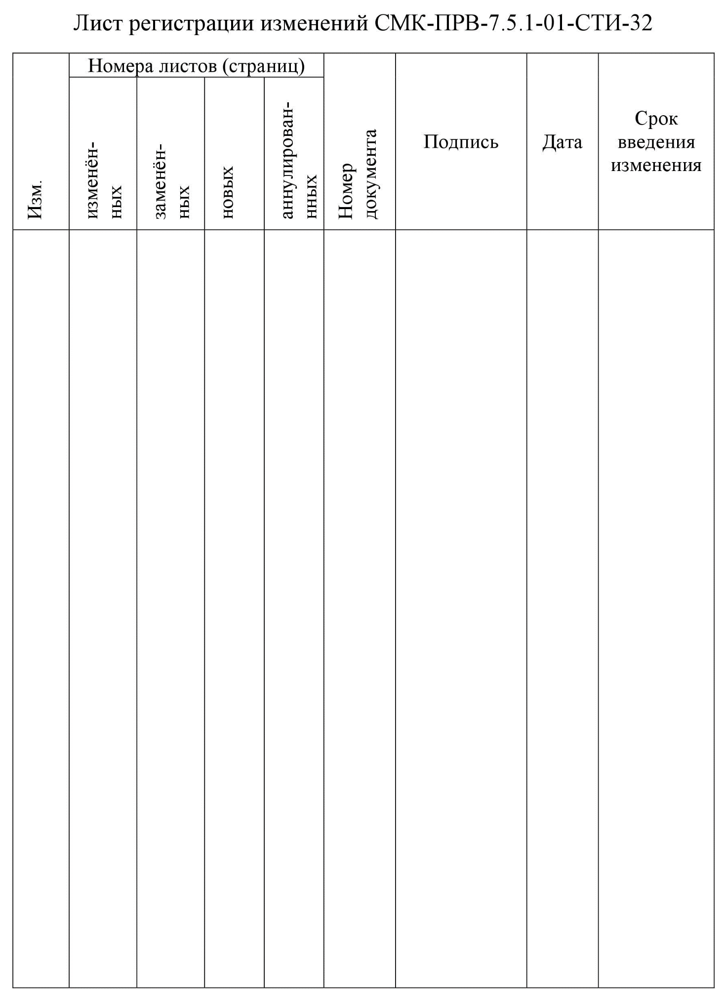 Лист регистрации изменений СМК-ПРВ-7.5.1-01-СТИ-32
Изм.
Номера листов (страниц)
изменён-
ных
заменён-
ных
новых
аннулирован-
нных
Номер
документа
Подпись
Дата
Срок
введения
изменения